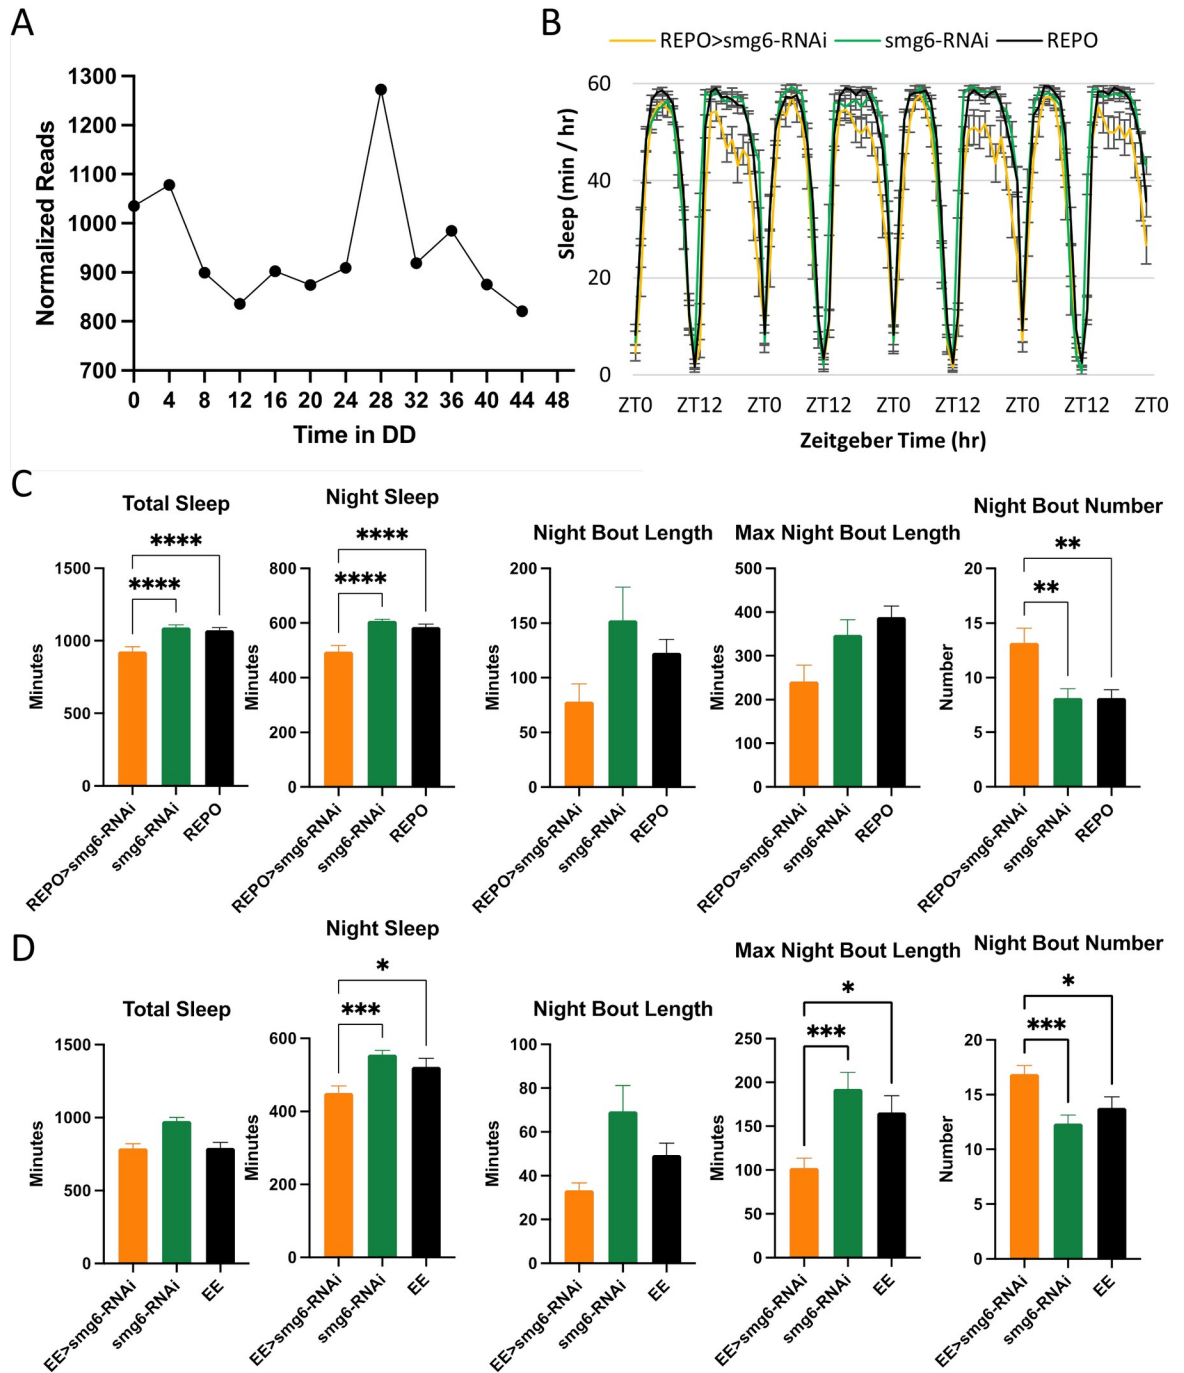 A
1300
1200
1100
1000
900
800
700
Normalized Reads
0 4 8 12 16 20 24 28 32 36 40 44 48
Time in DD
B
REPO>smg6-RNAi smg6-RNAi REPO
60
40
20
0
Sleep (min / hr)
ZT0 ZT12 ZT0 ZT12 ZT0 ZT12 ZT0 ZT12 ZT0
Zeitgeber Time (hr)
C
Total Sleep
****
****
1500
1000
500
0
Minutes
REPO>smg6-RNAi
smg6-RNAi
REPO
Night Sleep
****
****
800
600
400
200
0
Minutes
REPO>smg6-RNAi
smg6-RNAi
REPO
Night Bout Length
200
150
100
50
0
Minutes
REPO>smg6-RNAi
smg6-RNAi
REPO
Max Night Bout Length
500
400
300
200
100
0
Minutes
REPO>smg6-RNAi
smg6-RNAi
REPO
Night Bout Number
**
**
20
15
10
5
0
Number
REPO>smg6-RNAi
smg6-RNAi
REPO
D
Total Sleep
1500
1000
500
0
Minutes
EE>smg6-RNAi
smg6-RNAi
EE
Night Sleep
*
***
600
400
200
0
Minutes
EE>smg6-RNAi
smg6-RNAi
EE
Night Bout Length
100
80
60
40
20
0
Minutes
EE>smg6-RNAi
smg6-RNAi
EE
Max Night Bout Length
*
***
250
200
150
100
50
0
Minutes
EE>smg6-RNAi
smg6-RNAi
EE
Night Bout Number
*
***
20
15
10
5
0
Number
EE>smg6-RNAi
smg6-RNAi
EE